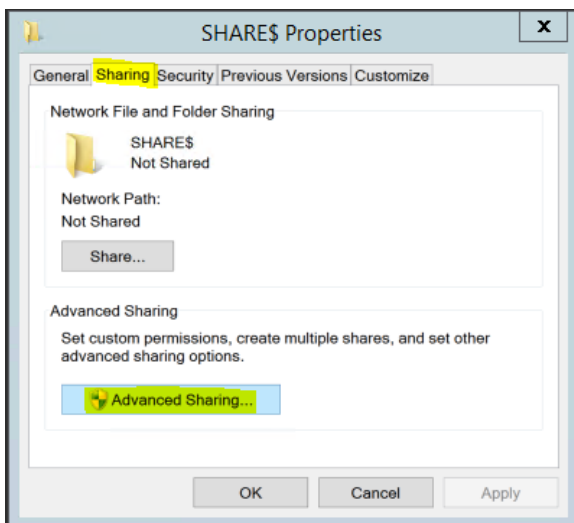 SHARE$ Properties
X
General Sharing Security Previous Versions Customize
Network File and Folder Sharing
SHARE$
Not Shared
Network Path:
Not Shared
Share...
Advanced Sharing
Set custom permissions, create multiple shares, and set other
advanced sharing options.
Advanced Sharing...
OK Cancel Apply